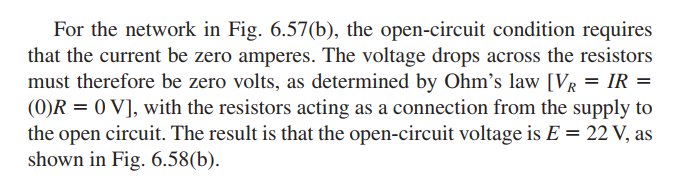 For the network in Fig. 6.57(b), the open-circuit condition requires
that the current be zero amperes. The voltage drops across the resistors
must therefore be zero volts, as determined by Ohm’s law [V_R = IR =
(0)R = 0 V], with the resistors acting as a connection from the supply to
the open circuit. The result is that the open-circuit voltage is E = 22 V, as
shown in Fig. 6.58(b).